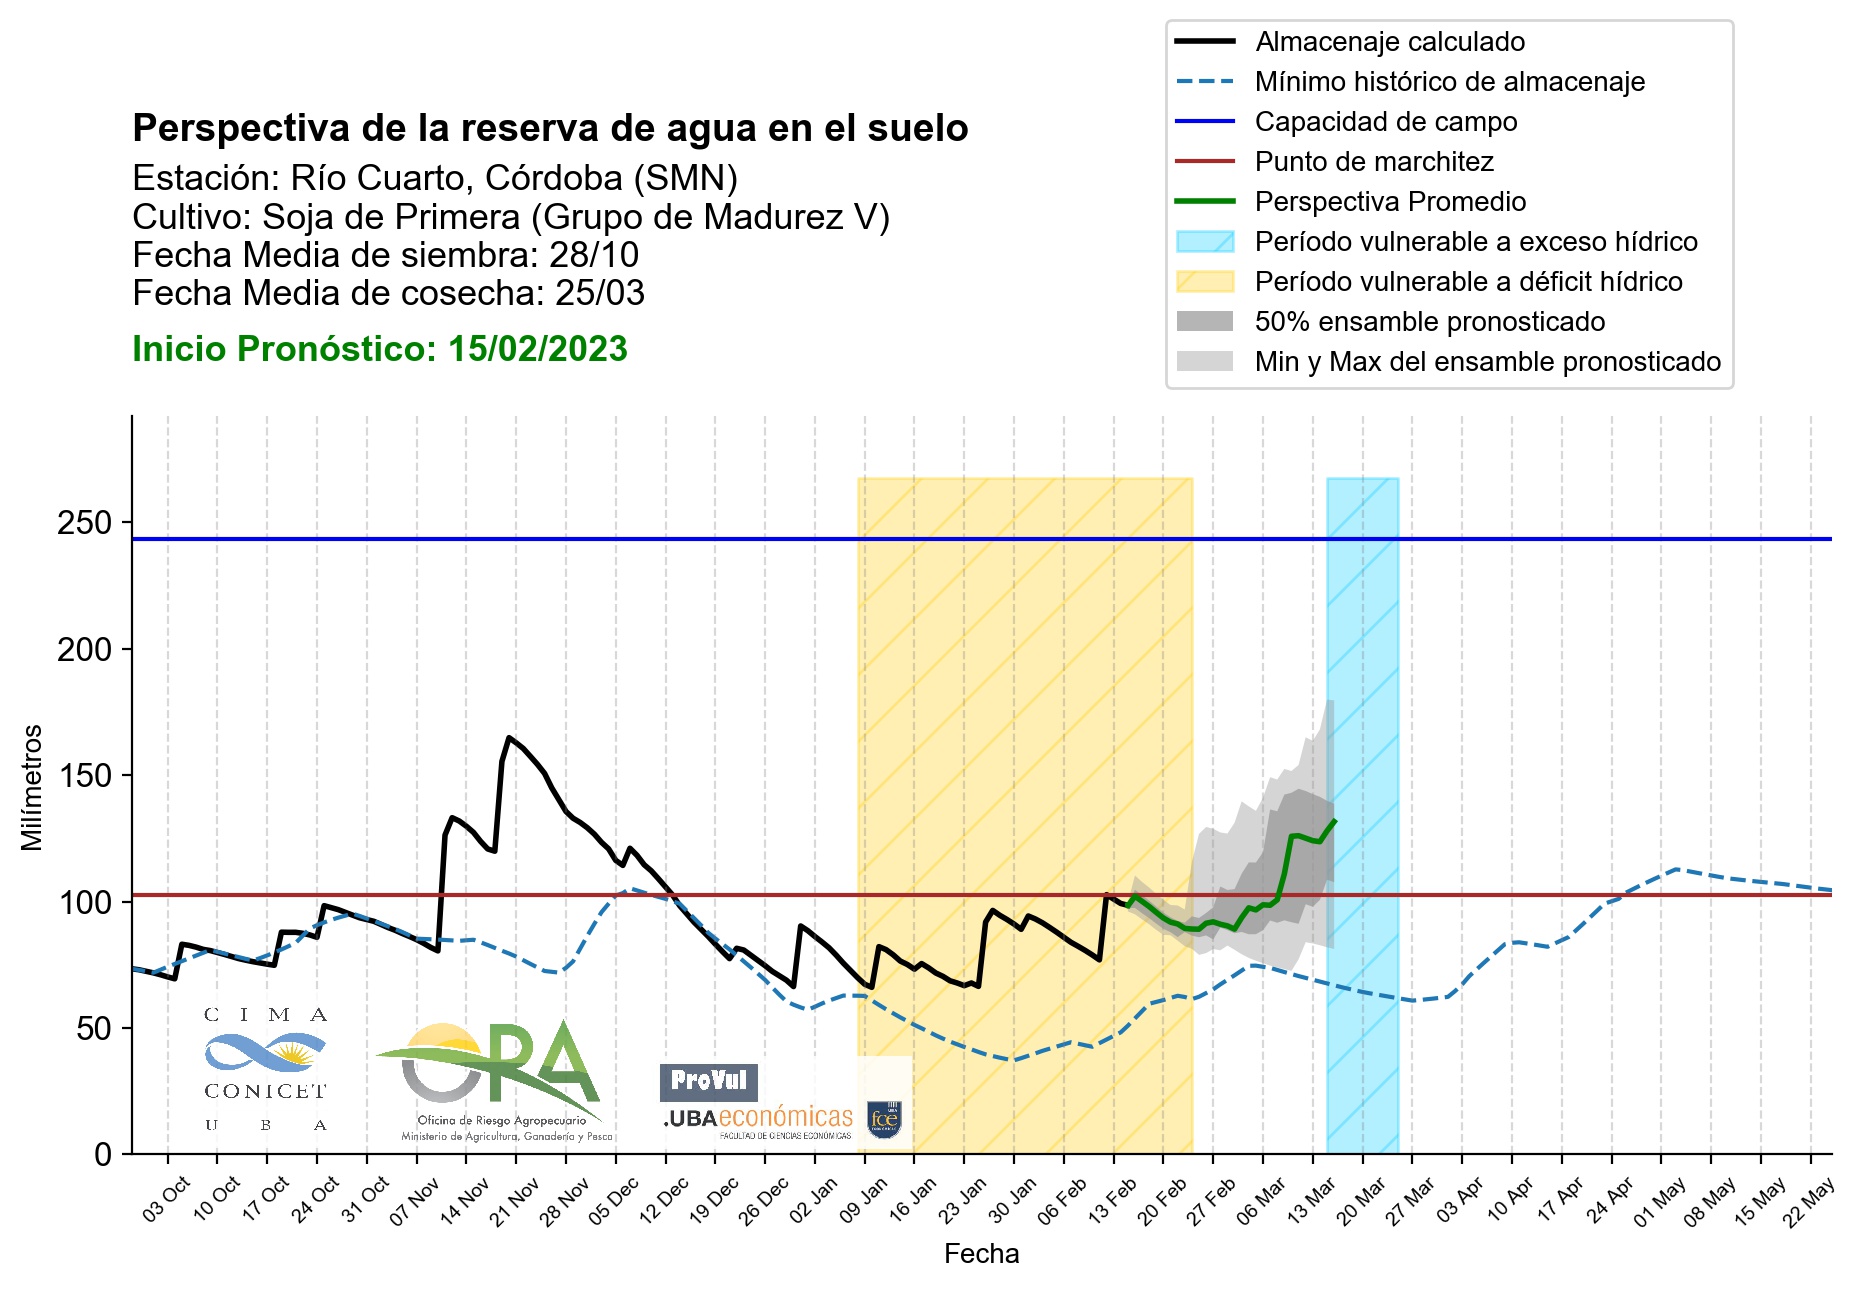 Almacenaje calculado
Mínimo histórico de almacenaje
Capacidad de campo
Punto de marchitez
Perspectiva Promedio
Período vulnerable a exceso hídrico
Período vulnerable a déficit hídrico
50% ensamble pronosticado
Min y Max del ensamble pronosticado
Perspectiva de la reserva de agua en el suelo
Estación: Río Cuarto, Córdoba (SMN)
Cultivo: Soja de Primera (Grupo de Madurez V)
Fecha Media de siembra: 28/10
Fecha Media de cosecha: 25/03
Inicio Pronóstico: 15/02/2023
Milímetros
250
200
150
100
50
0
CIMA
CONICET
UBA
ORA
Oficina de Riesgo Agropecuario
Ministerio de Agricultura, Ganadería y Pesca
ProVul
.UBAeconómicas
FACULTAD DE CIENCIAS ECONÓMICAS
fce
03 Oct
10 Oct
17 Oct
24 Oct
31 Oct
07 Nov
14 Nov
21 Nov
28 Nov
05 Dec
12 Dec
19 Dec
26 Dec
02 Jan
09 Jan
16 Jan
23 Jan
30 Jan
06 Feb
13 Feb
20 Feb
27 Feb
06 Mar
13 Mar
20 Mar
27 Mar
03 Apr
10 Apr
17 Apr
24 Apr
01 May
08 May
15 May
22 May
Fecha